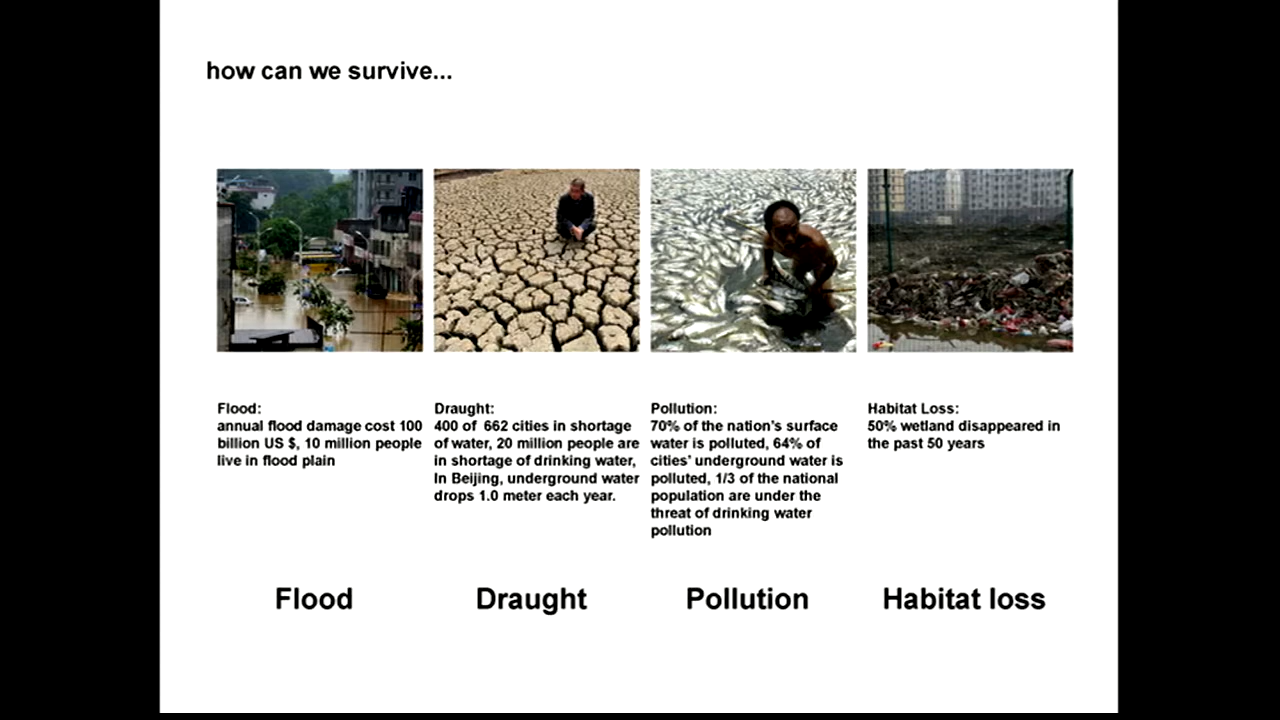 how can we survive...
Flood:
annual flood damage cost 100
billion US $, 10 million people
live in flood plain
Draught:
400 of 662 cities in shortage
of water, 20 million people are
in shortage of drinking water,
In Beijing, underground water
drops 1.0 meter each year.
Pollution:
70% of the nation's surface
water is polluted, 64% of
cities' underground water is
polluted, 1/3 of the national
population are under the
threat of drinking water
pollution
Habitat Loss:
50% wetland disappeared in
the past 50 years
Flood
Draught
Pollution
Habitat loss